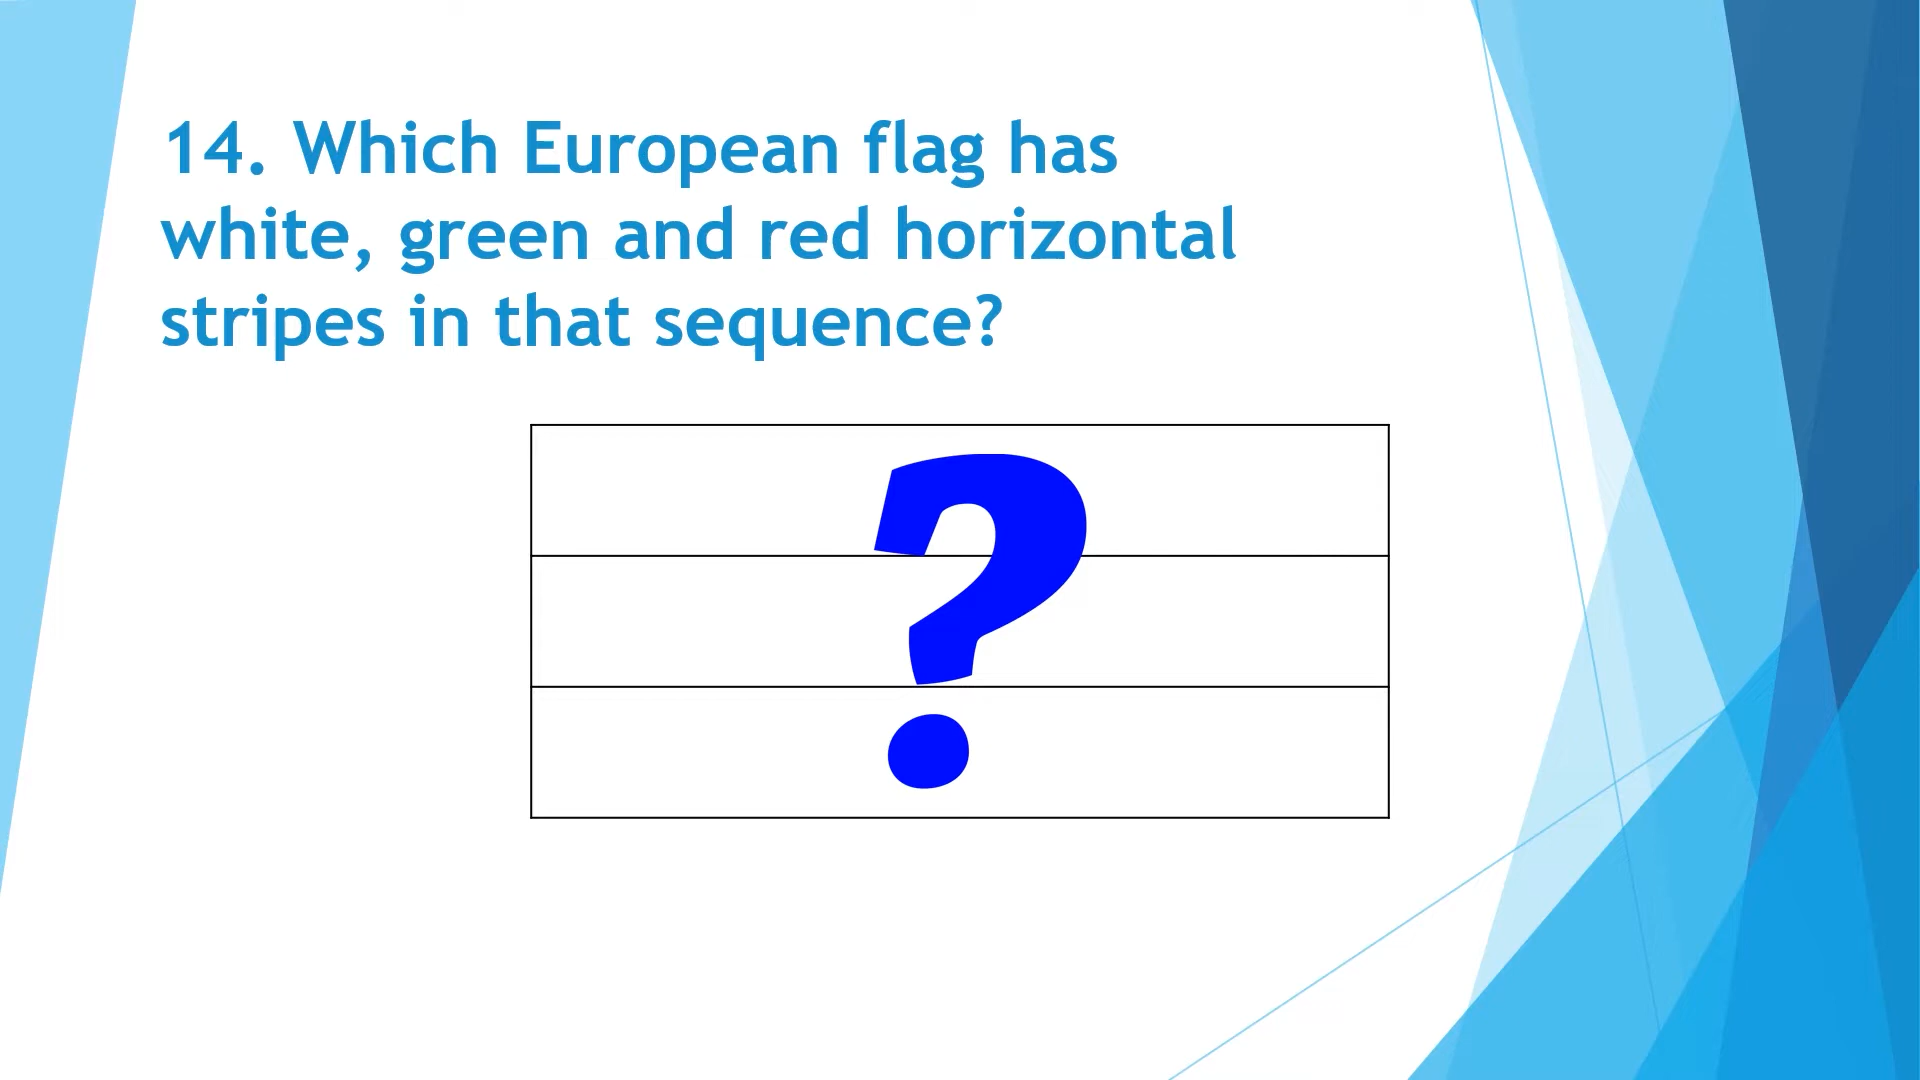 14. Which European flag has
white, green and red horizontal
stripes in that sequence?
?